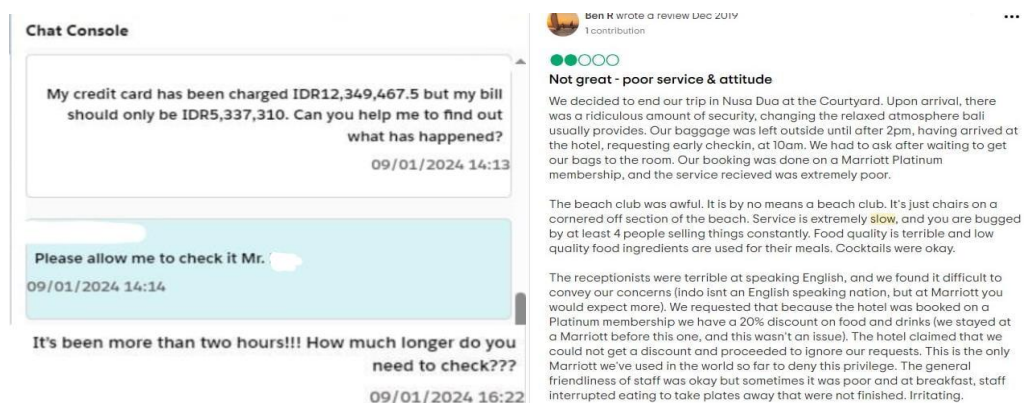 Chat Console
My credit card has been charged IDR12,349,467.5 but my bill
should only be IDR5,337,310. Can you help me to find out
what has happened?
09/01/2024 14:13
Please allow me to check it Mr.
09/01/2024 14:14
It's been more than two hours!!! How much longer do you
need to check???
09/01/2024 16:22
Ben R wrote a review Dec 2019
1 contribution
Not great - poor service & attitude
We decided to end our trip in Nusa Dua at the Courtyard. Upon arrival, there
was a ridiculous amount of security, changing the relaxed atmosphere bali
usually provides. Our baggage was left outside until after 2pm, having arrived at
the hotel, requesting early checkin, at 10am. We had to ask after waiting to get
our bags to the room. Our booking was done on a Marriott Platinum
membership, and the service recieved was extremely poor.
The beach club was awful. It is by no means a beach club. It's just chairs on a
cornered off section of the beach. Service is extremely slow, and you are bugged
by at least 4 people selling things constantly. Food quality is terrible and low
quality food ingredients are used for their meals. Cocktails were okay.
The receptionists were terrible at speaking English, and we found it difficult to
convey our concerns (indo isnt an English speaking nation, but at Marriott you
would expect more). We requested that because the hotel was booked on a
Platinum membership we have a 20% discount on food and drinks (we stayed at
a Marriott before this one, and this wasn't an issue). The hotel claimed that we
could not get a discount and proceeded to ignore our requests. This is the only
Marriott we've used in the world so far to deny this privilege. The general
friendliness of staff was okay but sometimes it was poor and at breakfast, staff
interrupted eating to take plates away that were not finished. Irritating.